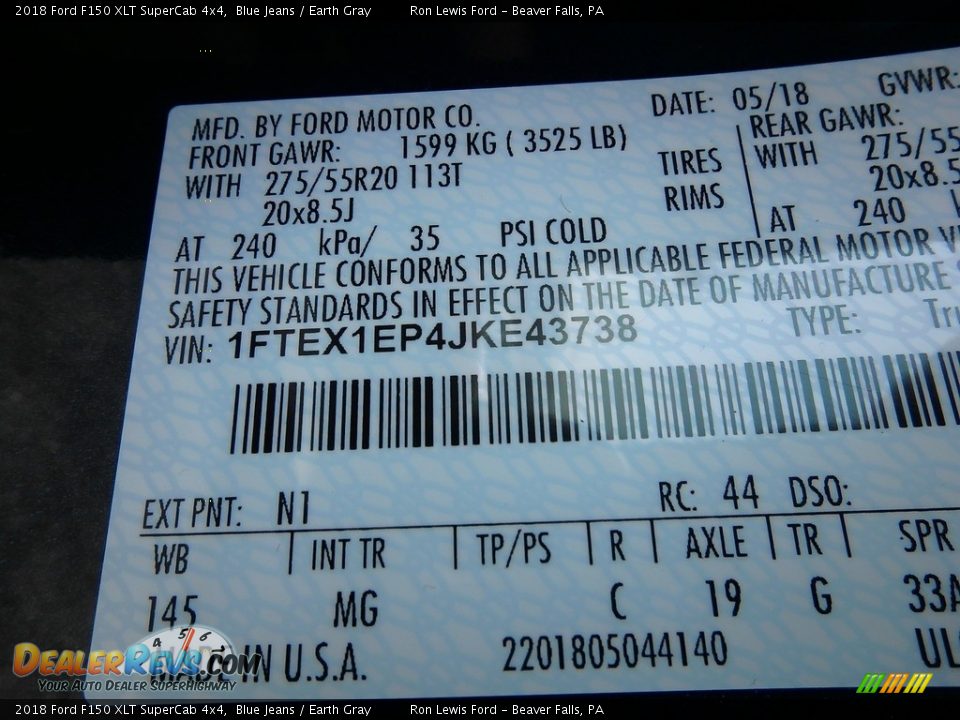 2018 Ford F150 XLT SuperCab 4x4, Blue Jeans / Earth Gray Ron Lewis Ford - Beaver Falls, PA
...
MFD. BY FORD MOTOR CO. DATE: 05/18 GVWR:
FRONT GAWR: 1599 KG ( 3525 LB) REAR GAWR:
WITH 275/55R20 113T TIRES WITH 275/55
20x8.5J RIMS 20x8.5
AT 240 kPa/ 35 PSI COLD AT 240
THIS VEHICLE CONFORMS TO ALL APPLICABLE FEDERAL MOTOR
SAFETY STANDARDS IN EFFECT ON THE DATE OF MANUFACTURE
VIN: 1FTEX1EP4JKE43738 TYPE:
EXT PNT: N1 RC: 44 DSO:
WB INT TR TP/PS R AXLE TR SPR
145 MG C 19 G 33A
MADE IN U.S.A. 2201805044140
DEALERREVS.COM
YOUR AUTO DEALER SUPERHIGHWAY
4 5 6 7
2018 Ford F150 XLT SuperCab 4x4, Blue Jeans / Earth Gray Ron Lewis Ford - Beaver Falls, PA